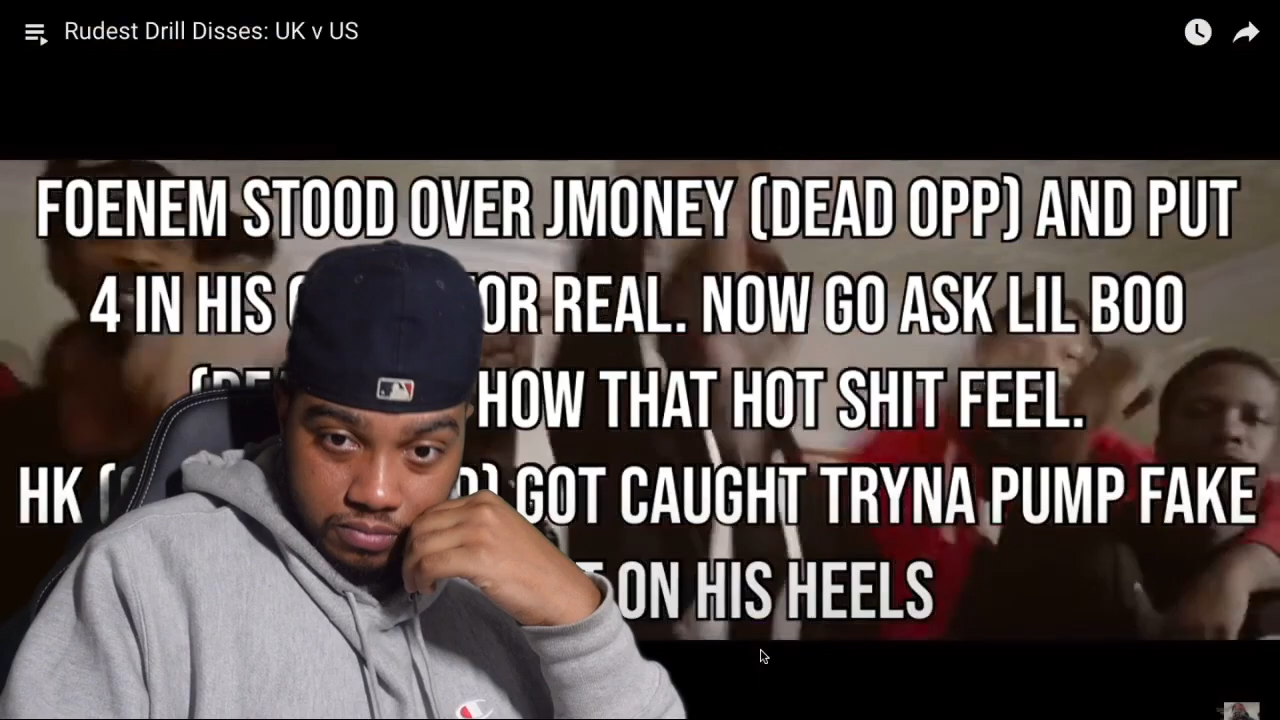 Rudest Drill Disses: UK v US
FOENEM STOOD OVER JMONEY (DEAD OPP) AND PUT
4 IN HIS OR REAL. NOW GO ASK LIL BOO
HOW THAT HOT SHIT FEEL.
HK GOT CAUGHT TRYNA PUMP FAKE
ON HIS HEELS